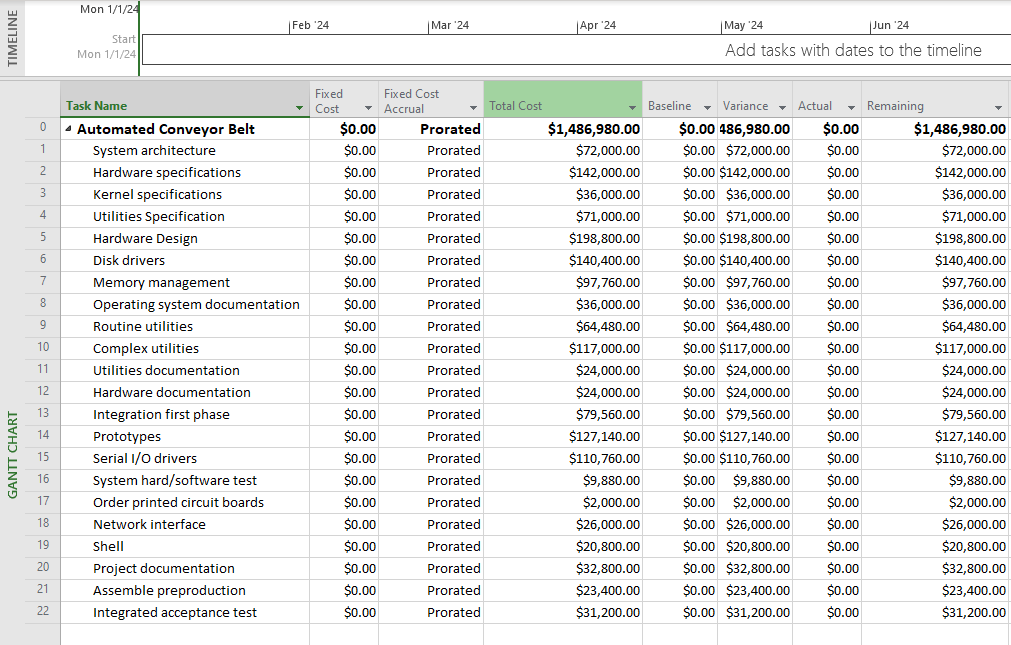 TIMELINE
Mon 1/1/24
Feb '24 Mar '24 Apr '24 May '24 Jun '24
Start
Mon 1/1/24
Add tasks with dates to the timeline
GANTT CHART
Task Name Fixed Cost Fixed Cost Accrual Total Cost Baseline Variance Actual Remaining
0 Automated Conveyor Belt $0.00 Prorated $1,486,980.00 $0.00 486,980.00 $0.00 $1,486,980.00
1 System architecture $0.00 Prorated $72,000.00 $0.00 $72,000.00 $0.00 $72,000.00
2 Hardware specifications $0.00 Prorated $142,000.00 $0.00 $142,000.00 $0.00 $142,000.00
3 Kernel specifications $0.00 Prorated $36,000.00 $0.00 $36,000.00 $0.00 $36,000.00
4 Utilities Specification $0.00 Prorated $71,000.00 $0.00 $71,000.00 $0.00 $71,000.00
5 Hardware Design $0.00 Prorated $198,800.00 $0.00 $198,800.00 $0.00 $198,800.00
6 Disk drivers $0.00 Prorated $140,400.00 $0.00 $140,400.00 $0.00 $140,400.00
7 Memory management $0.00 Prorated $97,760.00 $0.00 $97,760.00 $0.00 $97,760.00
8 Operating system documentation $0.00 Prorated $36,000.00 $0.00 $36,000.00 $0.00 $36,000.00
9 Routine utilities $0.00 Prorated $64,480.00 $0.00 $64,480.00 $0.00 $64,480.00
10 Complex utilities $0.00 Prorated $117,000.00 $0.00 $117,000.00 $0.00 $117,000.00
11 Utilities documentation $0.00 Prorated $24,000.00 $0.00 $24,000.00 $0.00 $24,000.00
12 Hardware documentation $0.00 Prorated $24,000.00 $0.00 $24,000.00 $0.00 $24,000.00
13 Integration first phase $0.00 Prorated $79,560.00 $0.00 $79,560.00 $0.00 $79,560.00
14 Prototypes $0.00 Prorated $127,140.00 $0.00 $127,140.00 $0.00 $127,140.00
15 Serial I/O drivers $0.00 Prorated $110,760.00 $0.00 $110,760.00 $0.00 $110,760.00
16 System hard/software test $0.00 Prorated $9,880.00 $0.00 $9,880.00 $0.00 $9,880.00
17 Order printed circuit boards $0.00 Prorated $2,000.00 $0.00 $2,000.00 $0.00 $2,000.00
18 Network interface $0.00 Prorated $26,000.00 $0.00 $26,000.00 $0.00 $26,000.00
19 Shell $0.00 Prorated $20,800.00 $0.00 $20,800.00 $0.00 $20,800.00
20 Project documentation $0.00 Prorated $32,800.00 $0.00 $32,800.00 $0.00 $32,800.00
21 Assemble preproduction $0.00 Prorated $23,400.00 $0.00 $23,400.00 $0.00 $23,400.00
22 Integrated acceptance test $0.00 Prorated $31,200.00 $0.00 $31,200.00 $0.00 $31,200.00